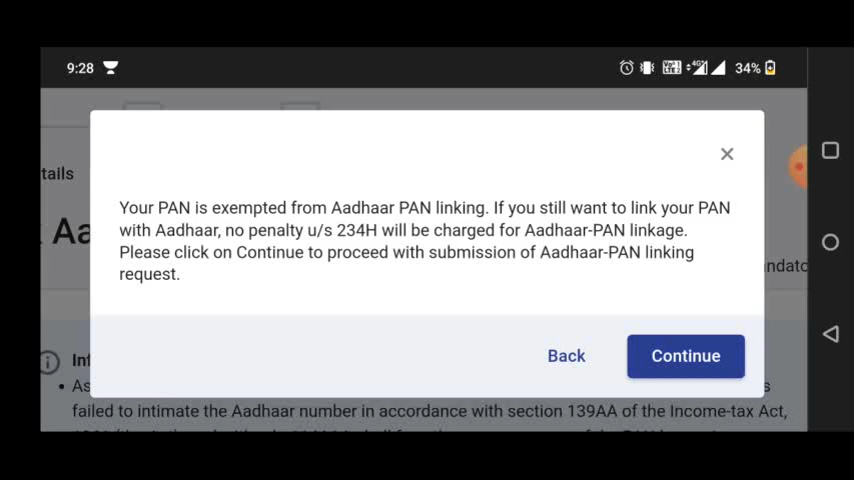 9:28
34%
tails
Your PAN is exempted from Aadhaar PAN linking. If you still want to link your PAN
with Aadhaar, no penalty u/s 234H will be charged for Aadhaar-PAN linkage.
Please click on Continue to proceed with submission of Aadhaar-PAN linking
request.
Back
Continue
failed to intimate the Aadhaar number in accordance with section 139AA of the Income-tax Act,